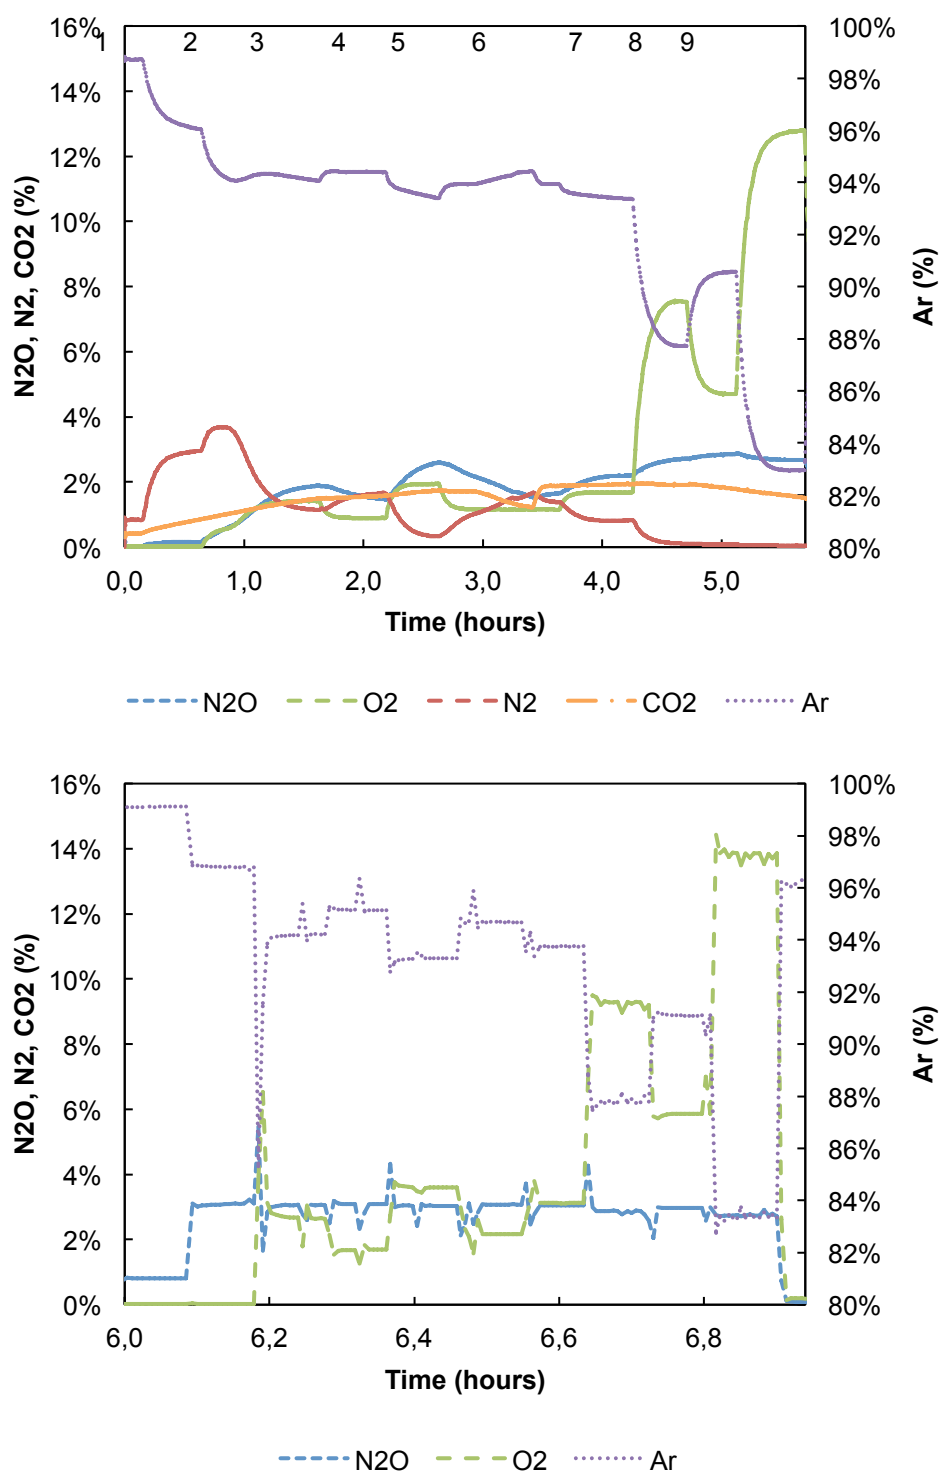 16% 1 2 3 4 5 6 7 8 9 100%
14% 98%
12% 96%
10% 94%
8% 92%
6% 90%
4% 88%
2% 86%
0% 84%
82%
80%
N2O, N2, CO2 (%)
Ar (%)
0,0 1,0 2,0 3,0 4,0 5,0
Time (hours)
N2O O2 N2 CO2 Ar
16% 100%
14% 98%
12% 96%
10% 94%
8% 92%
6% 90%
4% 88%
2% 86%
0% 84%
82%
80%
N2O, N2, CO2 (%)
Ar (%)
6,0 6,2 6,4 6,6 6,8
Time (hours)
N2O O2 Ar